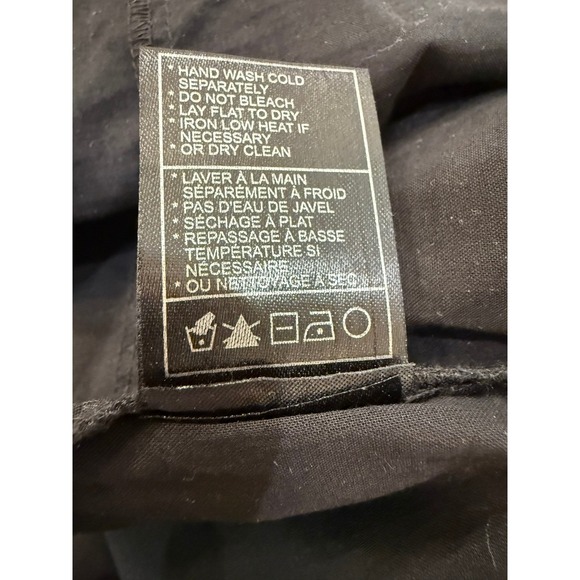 * HAND WASH COLD
SEPARATELY
* DO NOT BLEACH
* LAY FLAT TO DRY
* IRON LOW HEAT IF
NECESSARY
* OR DRY CLEAN
* LAVER À LA MAIN
SÉPARÉMENT À FROID
* PAS D'EAU DE JAVEL
* SÉCHAGE À PLAT
* REPASSAGE À BASSE
TEMPÉRATURE SI
NÉCESSAIRE
* OU NETTOYAGE À SEC